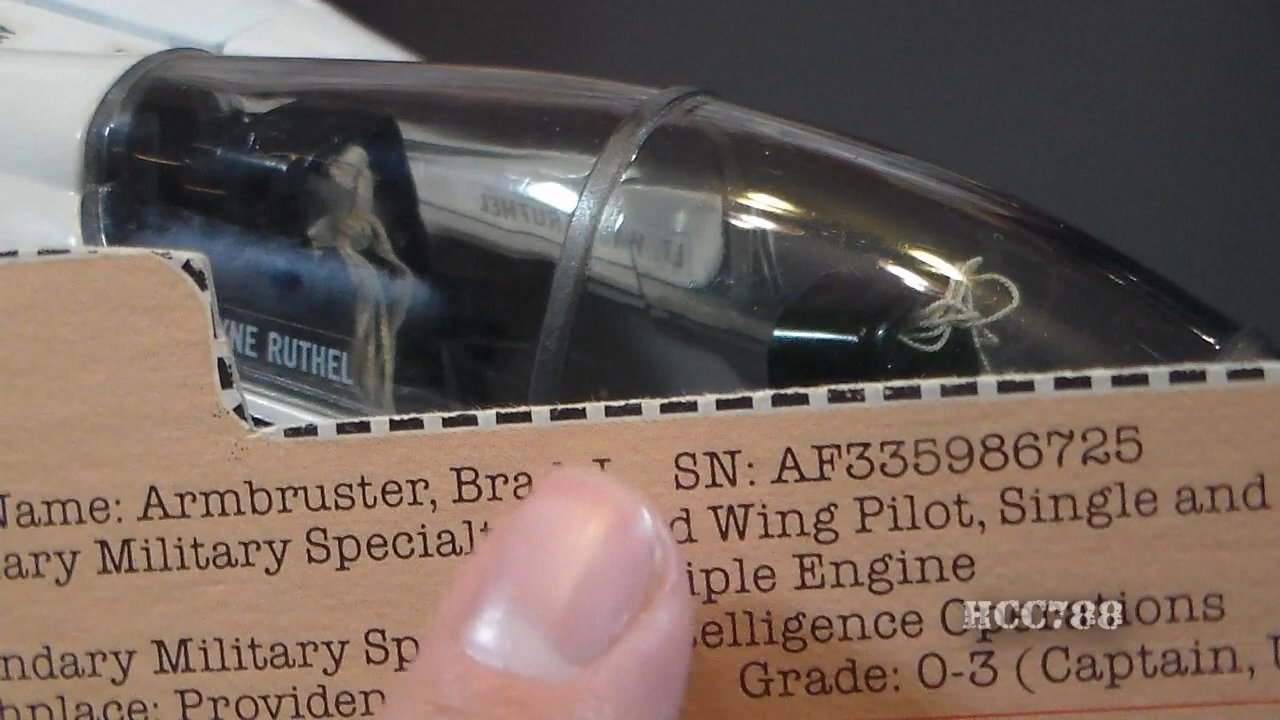 YNE RUTHEL
Name: Armbruster, Bra SN: AF335986725
ary Military Special d Wing Pilot, Single and
iple Engine
HCC788
ndary Military Sp elligence Operations
Grade: O-3 (Captain, U
hplace: Provider